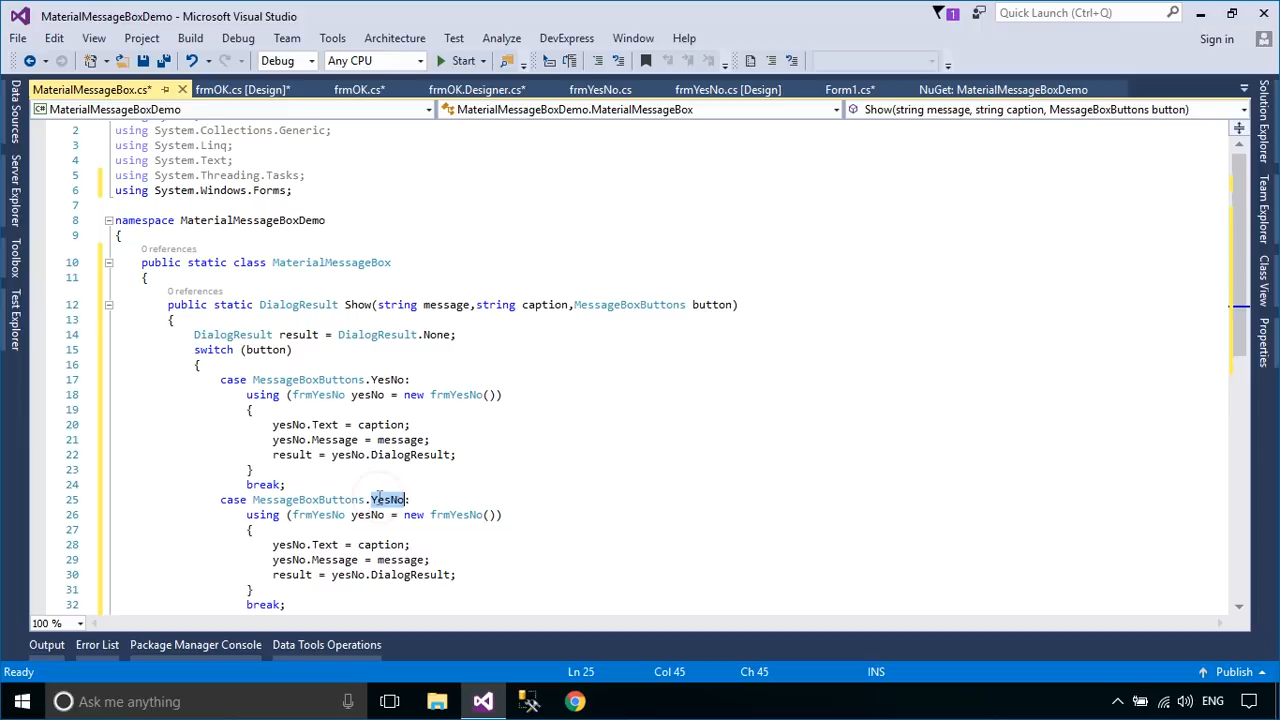 MaterialMessageBoxDemo - Microsoft Visual Studio
1
Quick Launch (Ctrl+Q)
File Edit View Project Build Debug Team Tools Architecture Test Analyze DevExpress Window Help
Sign in
Debug Any CPU Start
MaterialMessageBox.cs* frmOK.cs [Design]* frmOK.cs* frmOK.Designer.cs* frmYesNo.cs frmYesNo.cs [Design] Form1.cs* NuGet: MaterialMessageBoxDemo
MaterialMessageBoxDemo MaterialMessageBoxDemo.MaterialMessageBox Show(string message, string caption, MessageBoxButtons button)
Data Sources
Server Explorer
Toolbox
Test Explorer
2 using System.Collections.Generic;
3 using System.Linq;
4 using System.Text;
5 using System.Threading.Tasks;
6 using System.Windows.Forms;
7
8 namespace MaterialMessageBoxDemo
9 {
0 references
10 public static class MaterialMessageBox
11 {
0 references
12 public static DialogResult Show(string message,string caption,MessageBoxButtons button)
13 {
14 DialogResult result = DialogResult.None;
15 switch (button)
16 {
17 case MessageBoxButtons.YesNo:
18 using (frmYesNo yesNo = new frmYesNo())
19 {
20 yesNo.Text = caption;
21 yesNo.Message = message;
22 result = yesNo.DialogResult;
23 }
24 break;
25 case MessageBoxButtons.YesNo:
26 using (frmYesNo yesNo = new frmYesNo())
27 {
28 yesNo.Text = caption;
29 yesNo.Message = message;
30 result = yesNo.DialogResult;
31 }
32 break;
Solution Explorer
Team Explorer
Class View
Properties
100 %
Output Error List Package Manager Console Data Tools Operations
Ready Ln 25 Col 45 Ch 45 INS Publish
Ask me anything
ENG